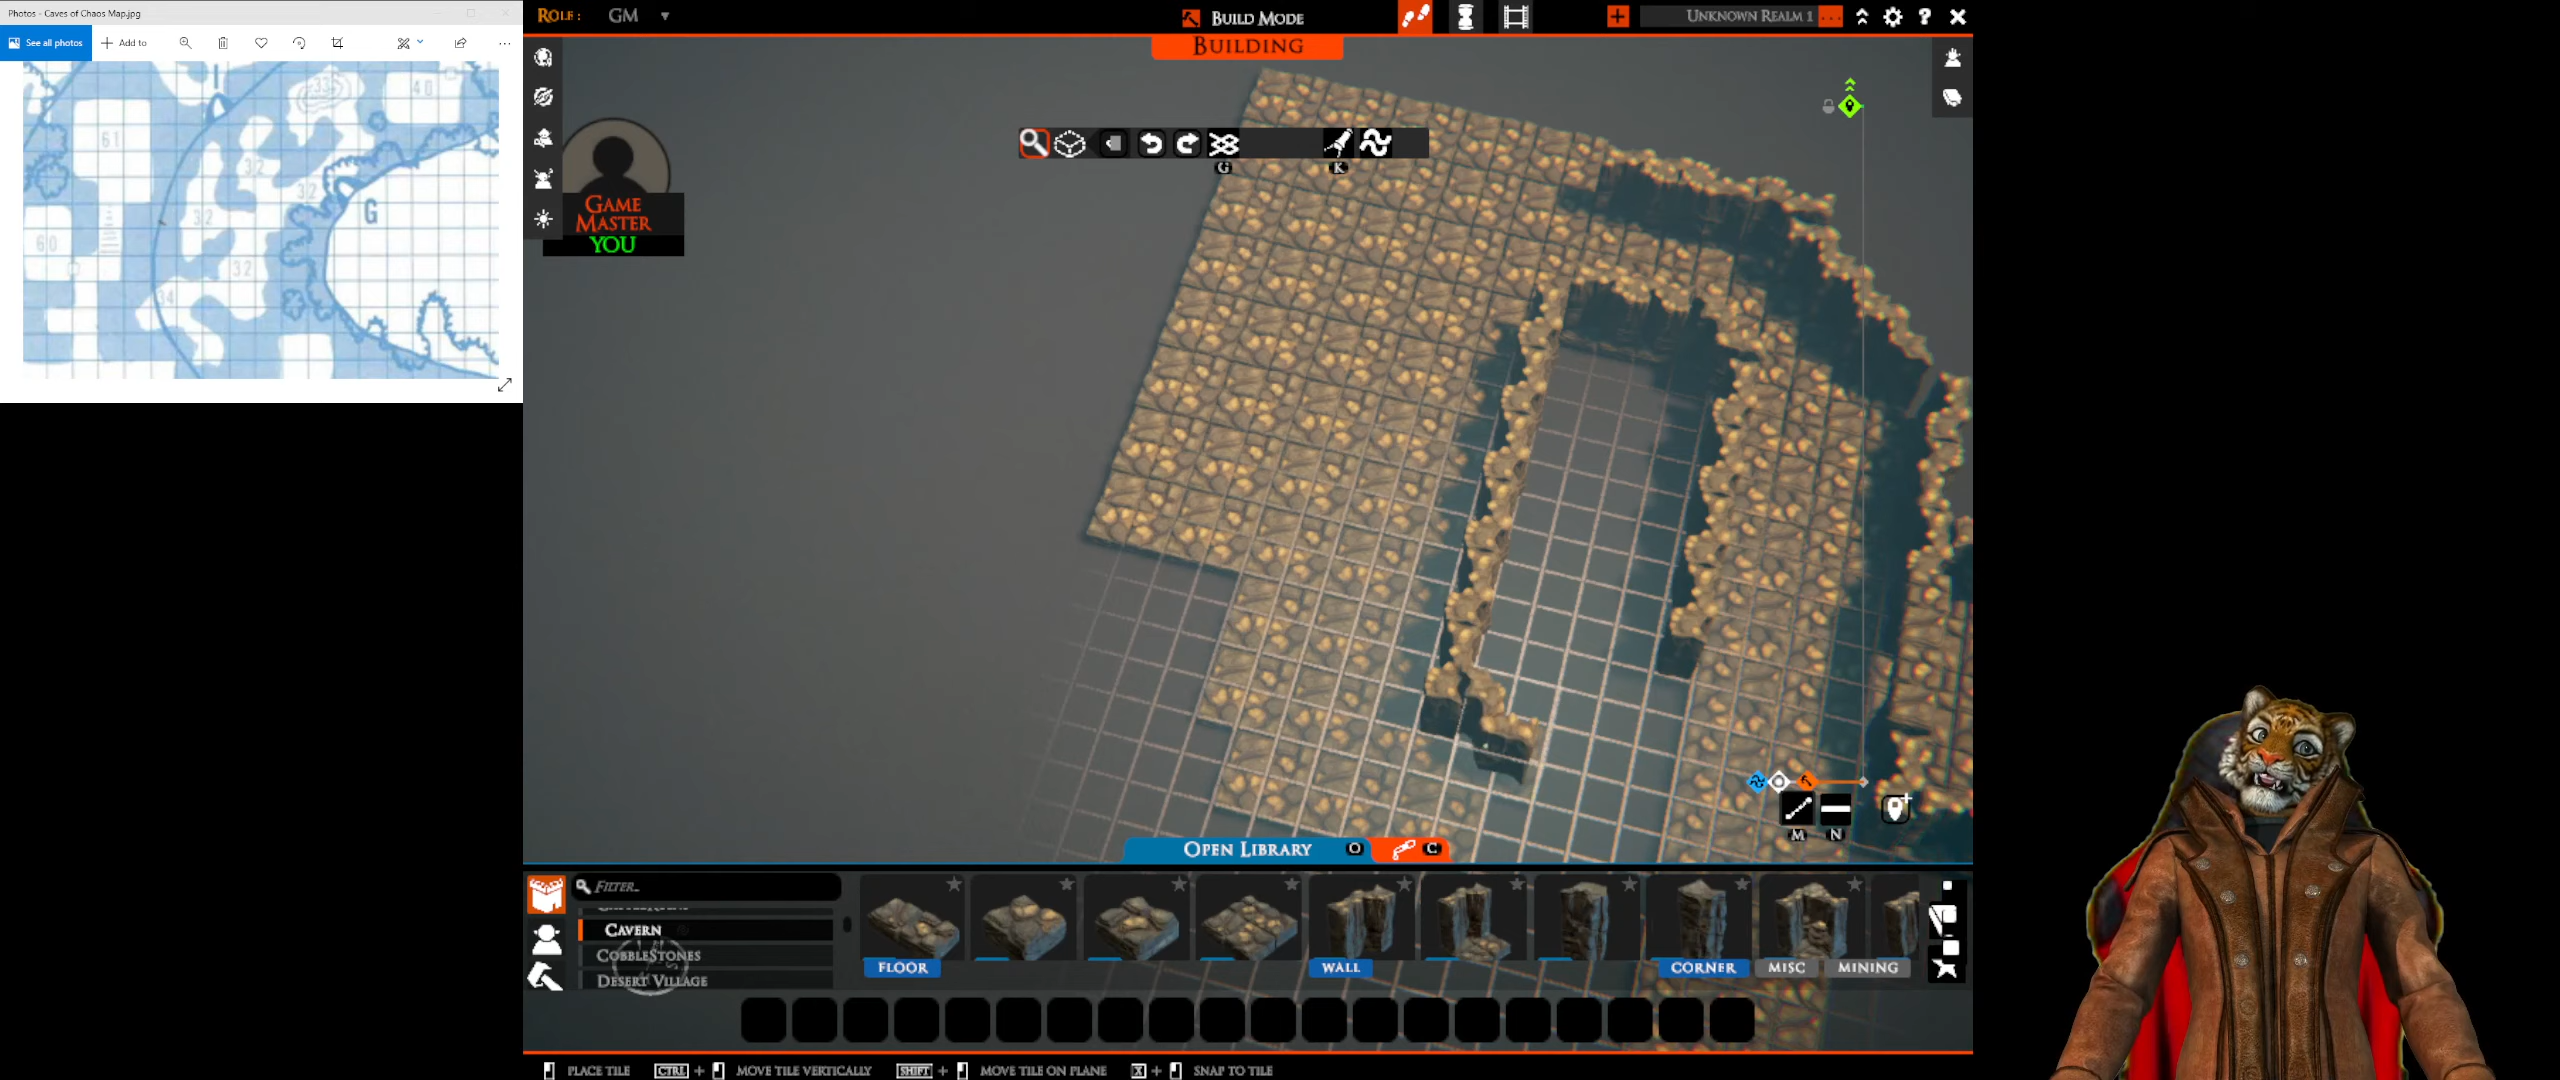 Photos - Caves of Chaos Map.jpg
See all photos
Add to
33
40
61
32
32
32
G
60
32
34
ROLE:
GM
BUILD MODE
UNKNOWN REALM 1
BUILDING
GAME
MASTER
YOU
G
K
M
N
OPEN LIBRARY
O
C
FILTER...
CAVERN
COBBLESTONES
DESERT VILLAGE
FLOOR
WALL
CORNER
MISC
MINING
PLACE TILE
CTRL + MOVE TILE VERTICALLY
SHIFT + MOVE TILE ON PLANE
X + SNAP TO TILE